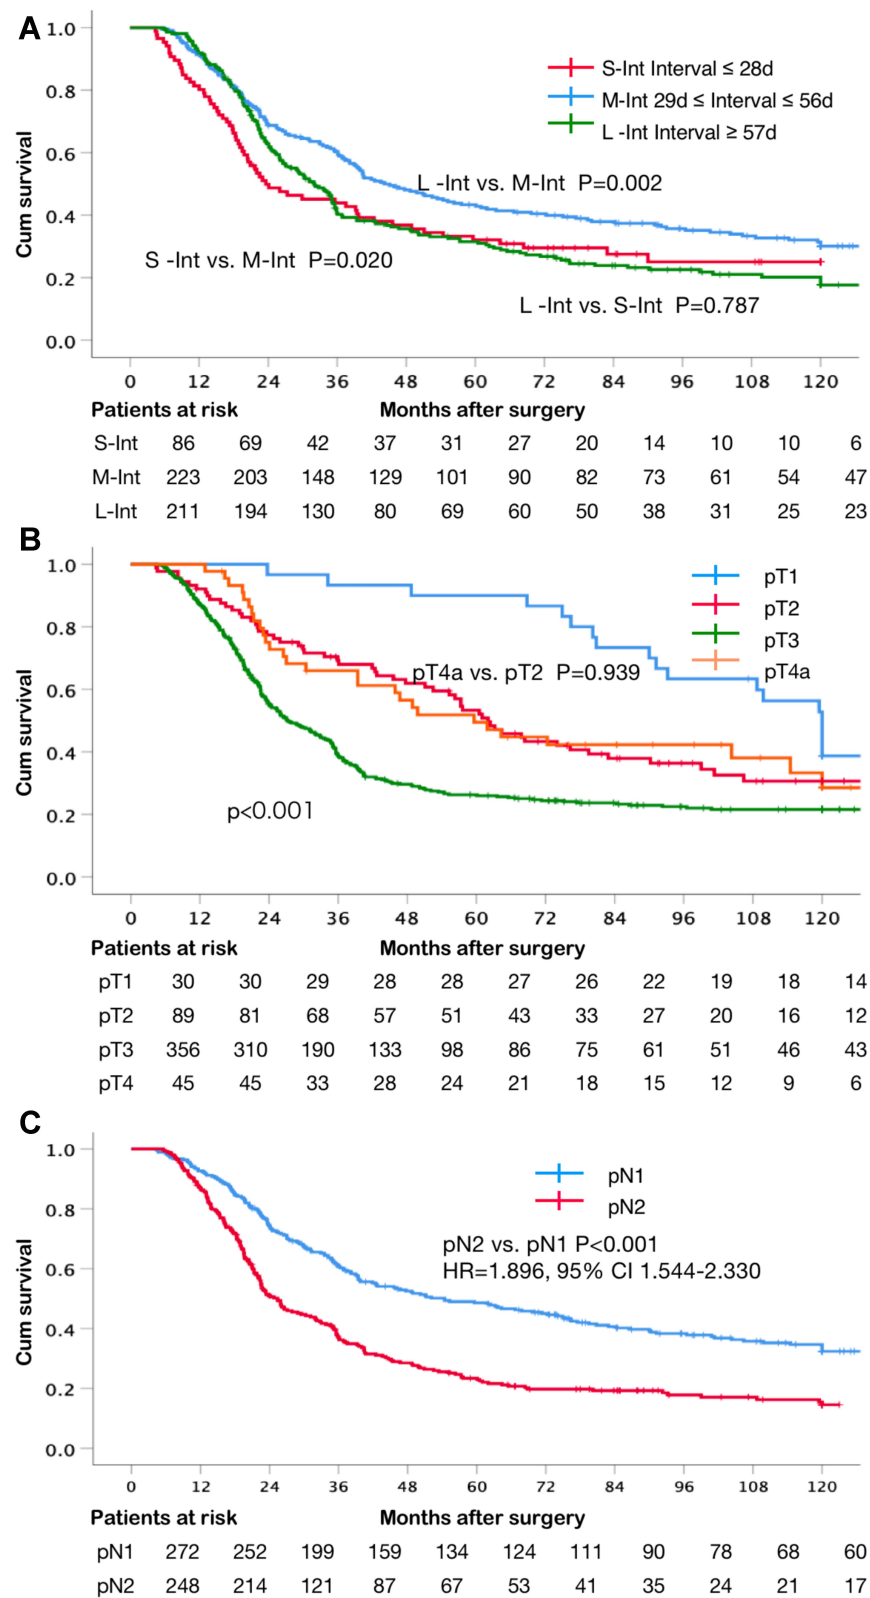 A
1.0
0.8
0.6
0.4
0.2
0.0
Cum survival
S-Int Interval ≤ 28d
M-Int 29d ≤ Interval ≤ 56d
L -Int Interval ≥ 57d
L -Int vs. M-Int P=0.002
S -Int vs. M-Int P=0.020
L -Int vs. S-Int P=0.787
0 12 24 36 48 60 72 84 96 108 120
Patients at risk Months after surgery
S-Int 86 69 42 37 31 27 20 14 10 10 6
M-Int 223 203 148 129 101 90 82 73 61 54 47
L-Int 211 194 130 80 69 60 50 38 31 25 23
B
1.0
0.8
0.6
0.4
0.2
0.0
Cum survival
pT1
pT2
pT3
pT4a
pT4a vs. pT2 P=0.939
p<0.001
0 12 24 36 48 60 72 84 96 108 120
Patients at risk Months after surgery
pT1 30 30 29 28 28 27 26 22 19 18 14
pT2 89 81 68 57 51 43 33 27 20 16 12
pT3 356 310 190 133 98 86 75 61 51 46 43
pT4 45 45 33 28 24 21 18 15 12 9 6
C
1.0
0.8
0.6
0.4
0.2
0.0
Cum survival
pN1
pN2
pN2 vs. pN1 P<0.001
HR=1.896, 95% CI 1.544-2.330
0 12 24 36 48 60 72 84 96 108 120
Patients at risk Months after surgery
pN1 272 252 199 159 134 124 111 90 78 68 60
pN2 248 214 121 87 67 53 41 35 24 21 17